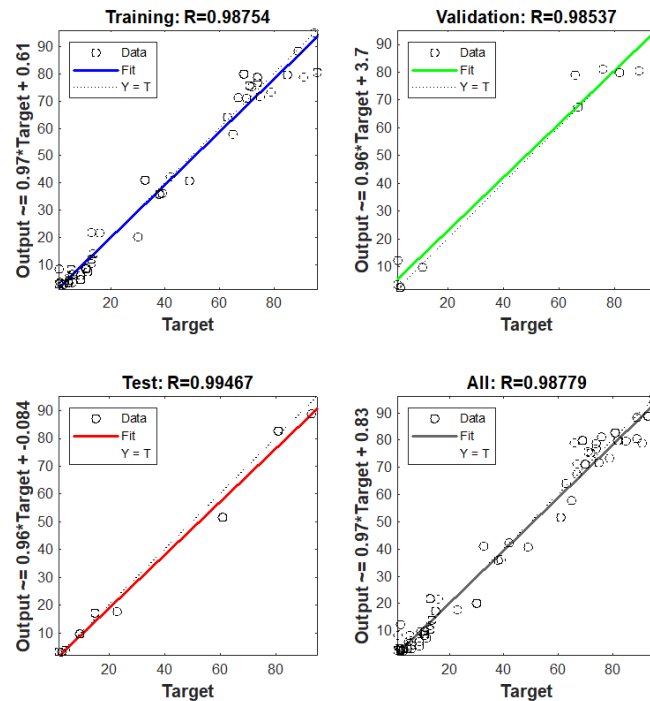 Training: R=0.98754
Output ~= 0.97*Target + 0.61
90
80
70
60
50
40
30
20
10
Data
Fit
Y = T
20
40
60
80
Target
Validation: R=0.98537
Output ~= 0.96*Target + 3.7
90
80
70
60
50
40
30
20
10
Data
Fit
Y = T
20
40
60
80
Target
Test: R=0.99467
Output ~= 0.96*Target + -0.084
90
80
70
60
50
40
30
20
10
Data
Fit
Y = T
20
40
60
80
Target
All: R=0.98779
Output ~= 0.97*Target + 0.83
90
80
70
60
50
40
30
20
10
Data
Fit
Y = T
20
40
60
80
Target